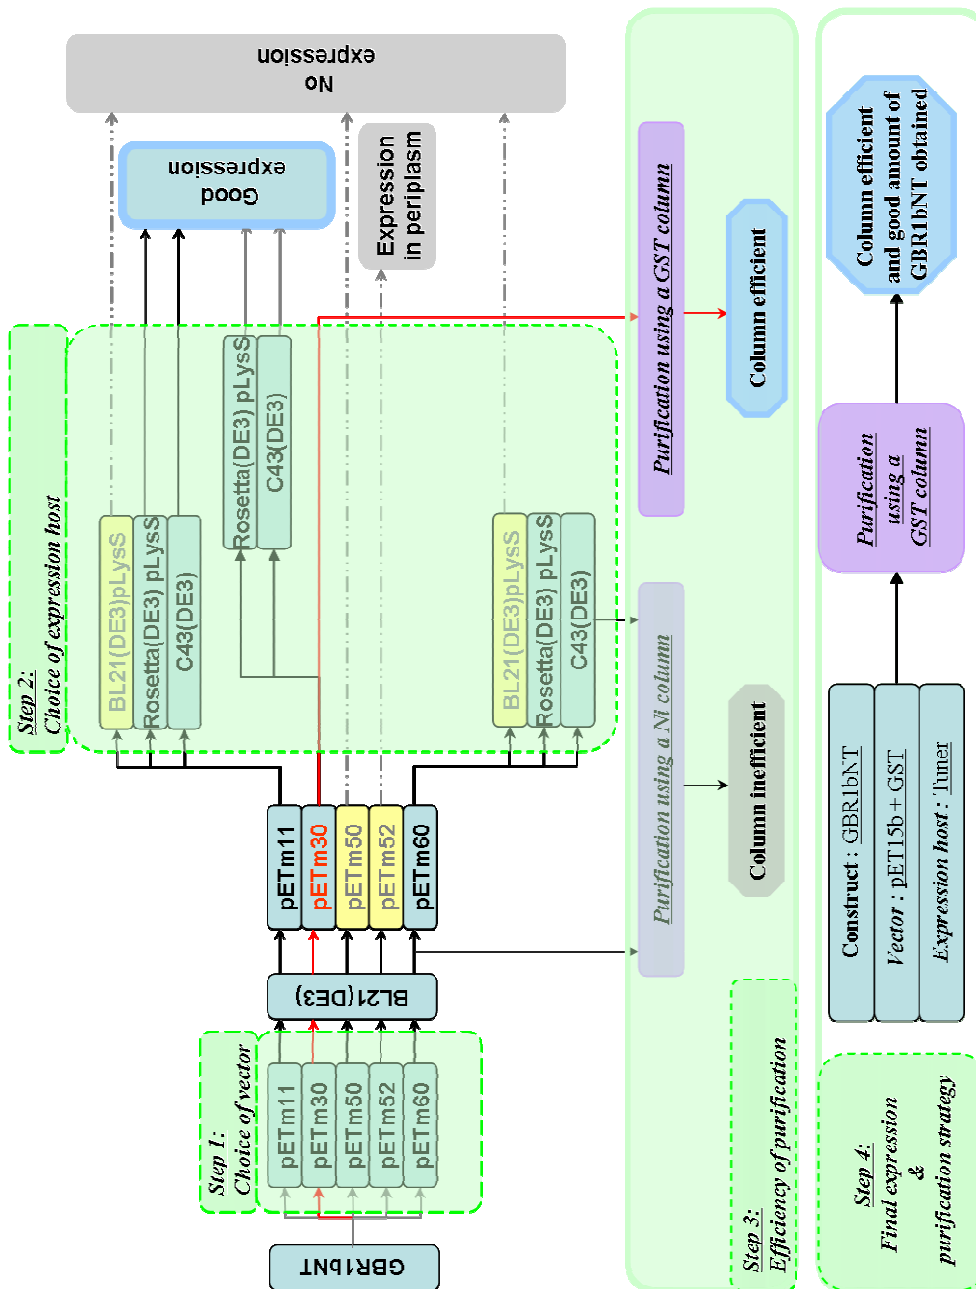 GBR1bNT
Step 1:
Choice of vector
pETm11
pETm30
pETm50
pETm52
pETm60
BL21(DE3)
pETm11
pETm30
pETm50
pETm52
pETm60
Step 2:
Choice of expression host
BL21(DE3)pLysS
Rosetta(DE3) pLysS
C43(DE3)
Rosetta(DE3) pLysS
C43(DE3)
BL21(DE3)pLysS
Rosetta(DE3) pLysS
C43(DE3)
Good
expression
Expression
in periplasm
No
expression
Step 3:
Efficiency of purification
Purification using a Ni column
Column inefficient
Purification using a GST column
Column efficient
Step 4:
Final expression
&
purification strategy
Construct : GBR1bNT
Vector : pET15b + GST
Expression host : Tuner
Purification
using a
GST column
Column efficient
and good amount of
GBR1bNT obtained